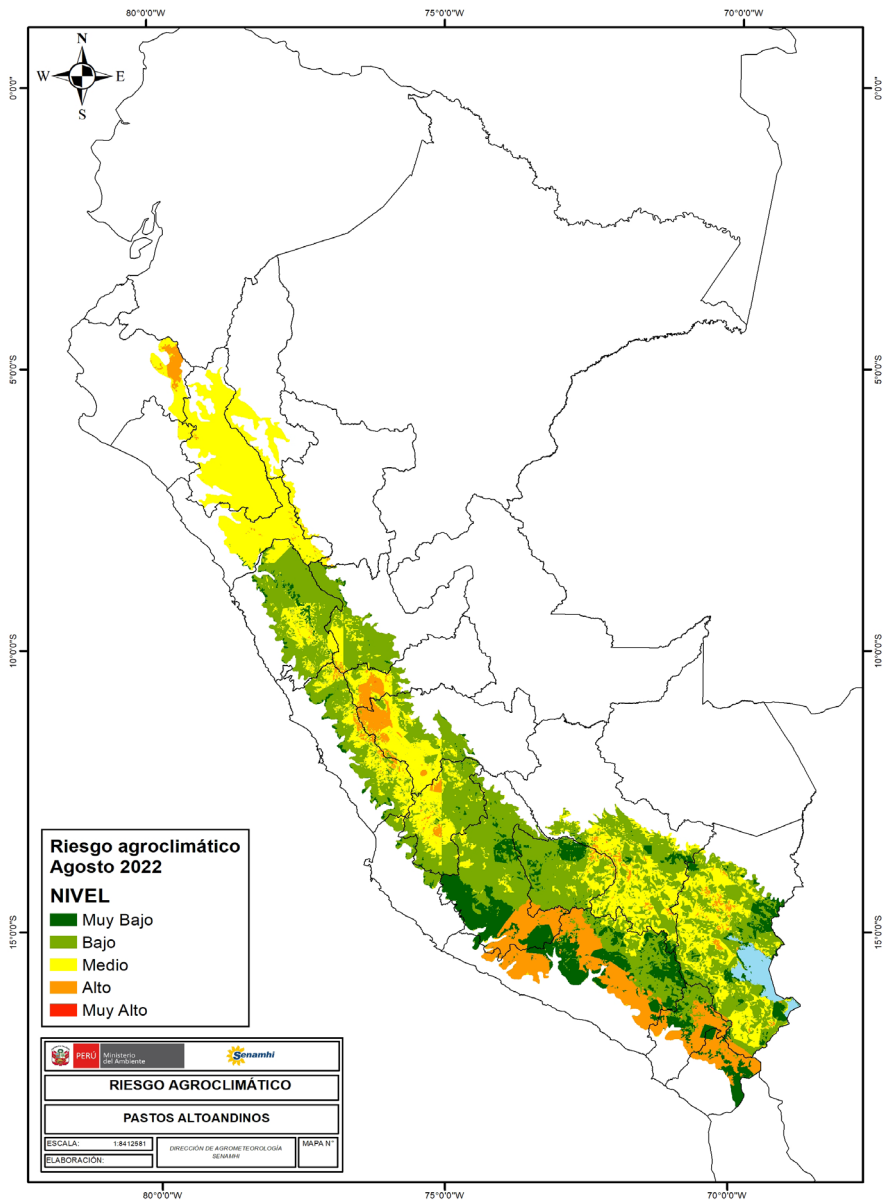 80°0'0"W
75°0'0"W
70°0'0"W
N
W
E
S
0°0'0"
0°0'0"
5°0'0"S
5°0'0"S
10°0'0"S
10°0'0"S
15°0'0"S
15°0'0"S
Riesgo agroclimático
Agosto 2022
NIVEL
Muy Bajo
Bajo
Medio
Alto
Muy Alto
PERÚ
Ministerio
del Ambiente
Senamhi
RIESGO AGROCLIMÁTICO
PASTOS ALTOANDINOS
ESCALA: 1:8412581
ELABORACIÓN:
DIRECCIÓN DE AGROMETEOROLOGÍA
SENAMHI
MAPA N°
80°0'0"W
75°0'0"W
70°0'0"W